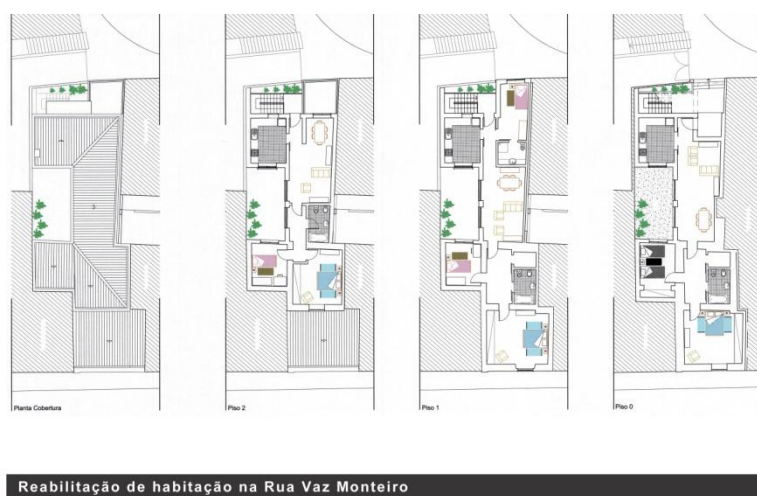 Planta Cobertura
Piso 2
Piso 1
Piso 0
Reabilitação de habitação na Rua Vaz Monteiro